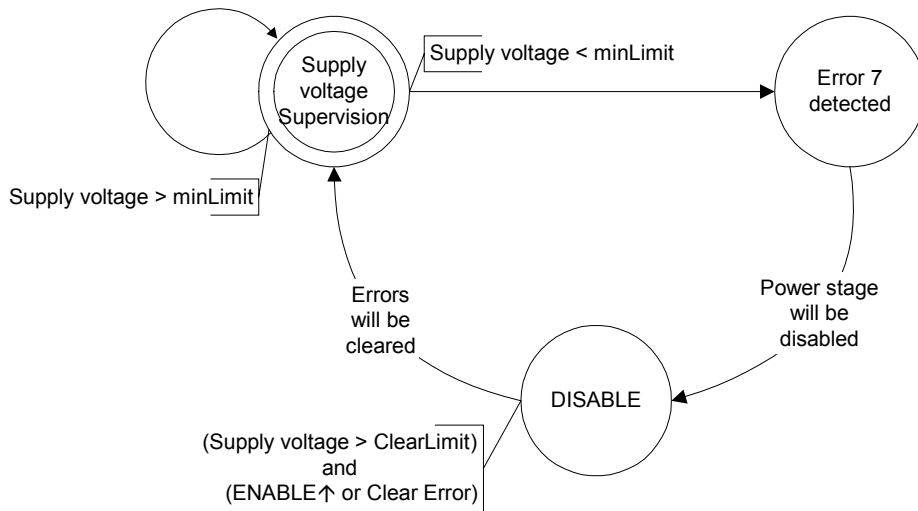 Supply
voltage
Supervision
Supply voltage < minLimit
Error 7
detected
Supply voltage > minLimit
Power stage
will be
disabled
Errors
will be
cleared
DISABLE
(Supply voltage > ClearLimit)
and
(ENABLE↑ or Clear Error)